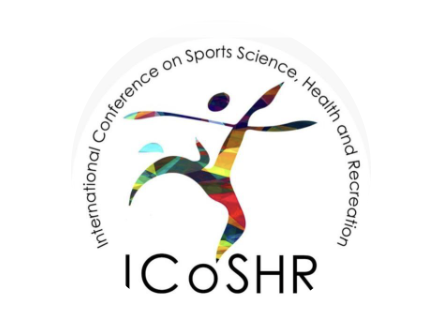 International Conference on Sports Science, Health and Recreation
ICoSHR